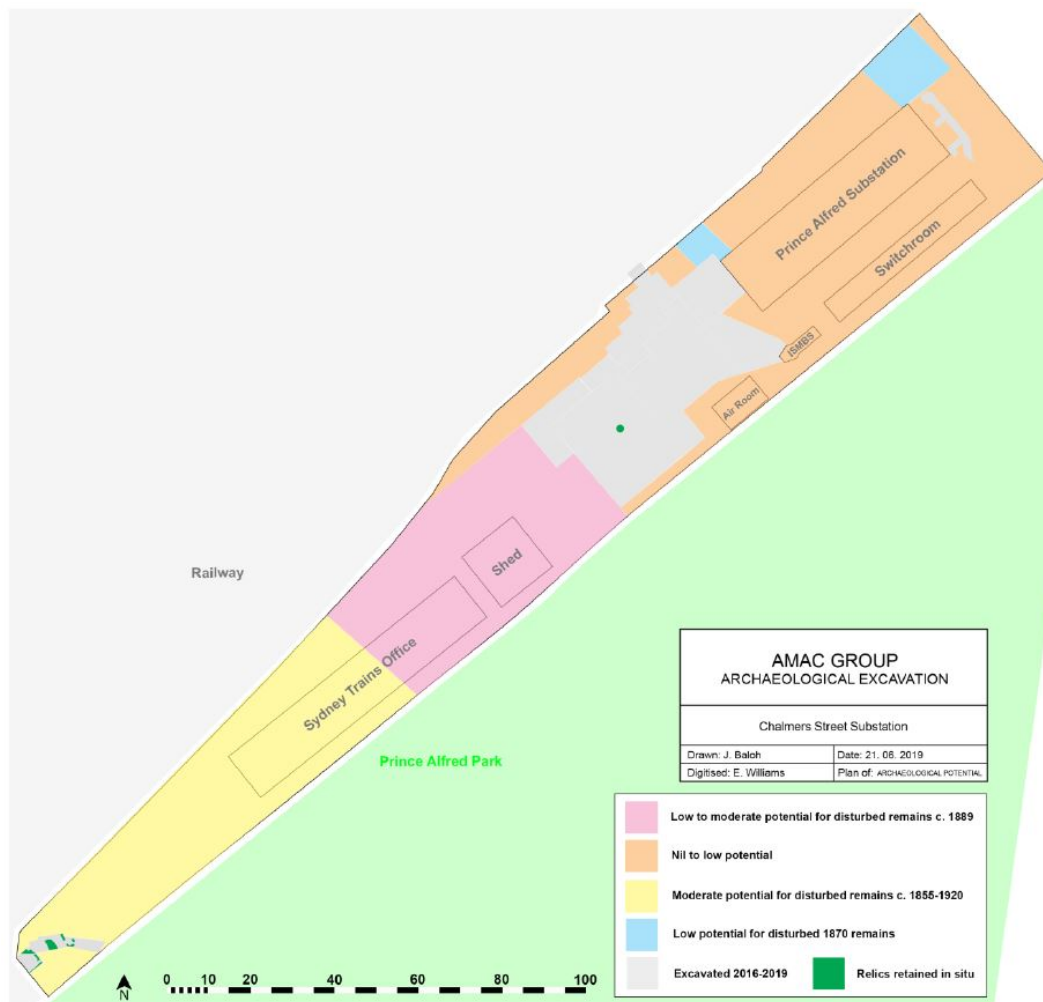 Prince Alfred Substation
Switchroom
ISMBS
Air Room
Shed
Railway
Sydney Trains Office
Prince Alfred Park
AMAC GROUP
ARCHAEOLOGICAL EXCAVATION
Chalmers Street Substation
Drawn: J. Balch Date: 21. 06. 2019
Digitised: E. Williams Plan of: ARCHAEOLOGICAL POTENTIAL
Low to moderate potential for disturbed remains c. 1889
Nil to low potential
Moderate potential for disturbed remains c. 1855-1920
Low potential for disturbed 1870 remains
Excavated 2016-2019 Relics retained in situ
N 0 10 20 40 60 80 100